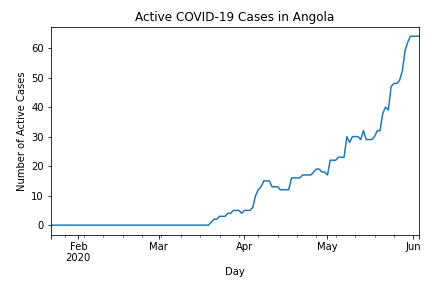 Active COVID-19 Cases in Angola
Number of Active Cases
60
50
40
30
20
10
0
Feb
2020
Mar
Apr
May
Jun
Day